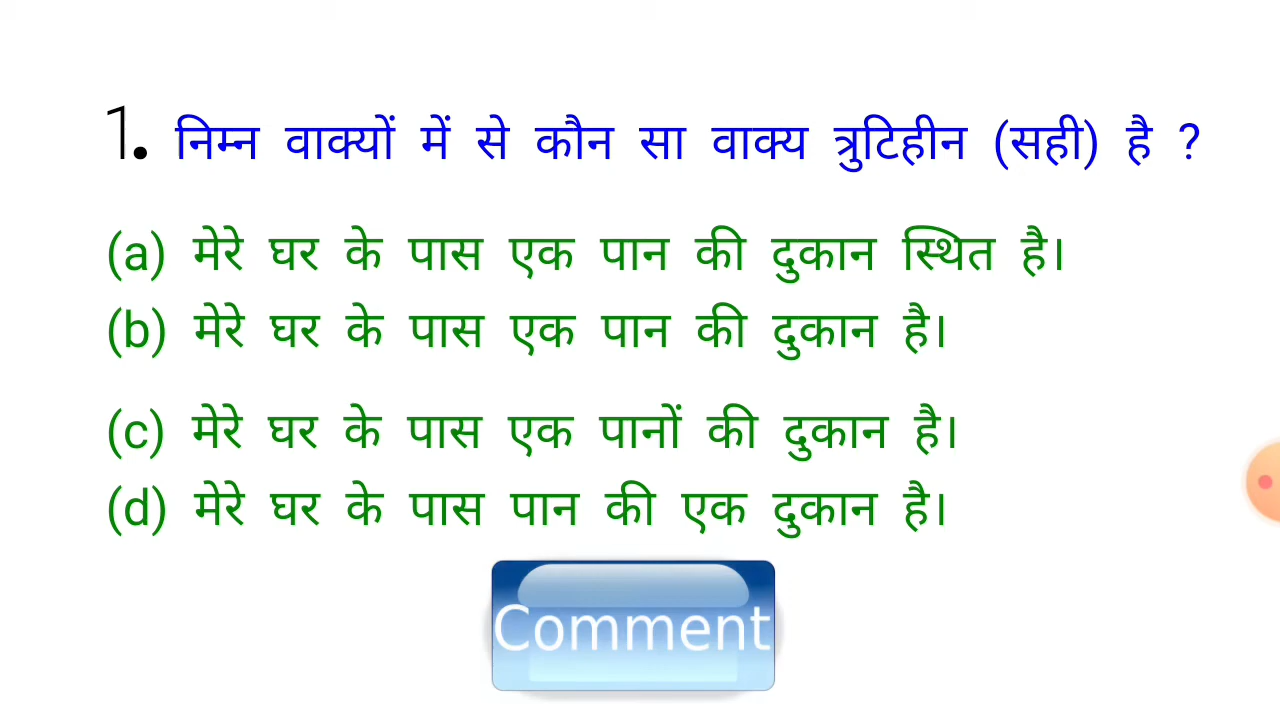 1. निम्न वाक्यों में से कौन सा वाक्य त्रुटिहीन (सही) है ?
(a) मेरे घर के पास एक पान की दुकान स्थित है।
(b) मेरे घर के पास एक पान की दुकान है।
(c) मेरे घर के पास एक पानों की दुकान है।
(d) मेरे घर के पास पान की एक दुकान है।
Comment